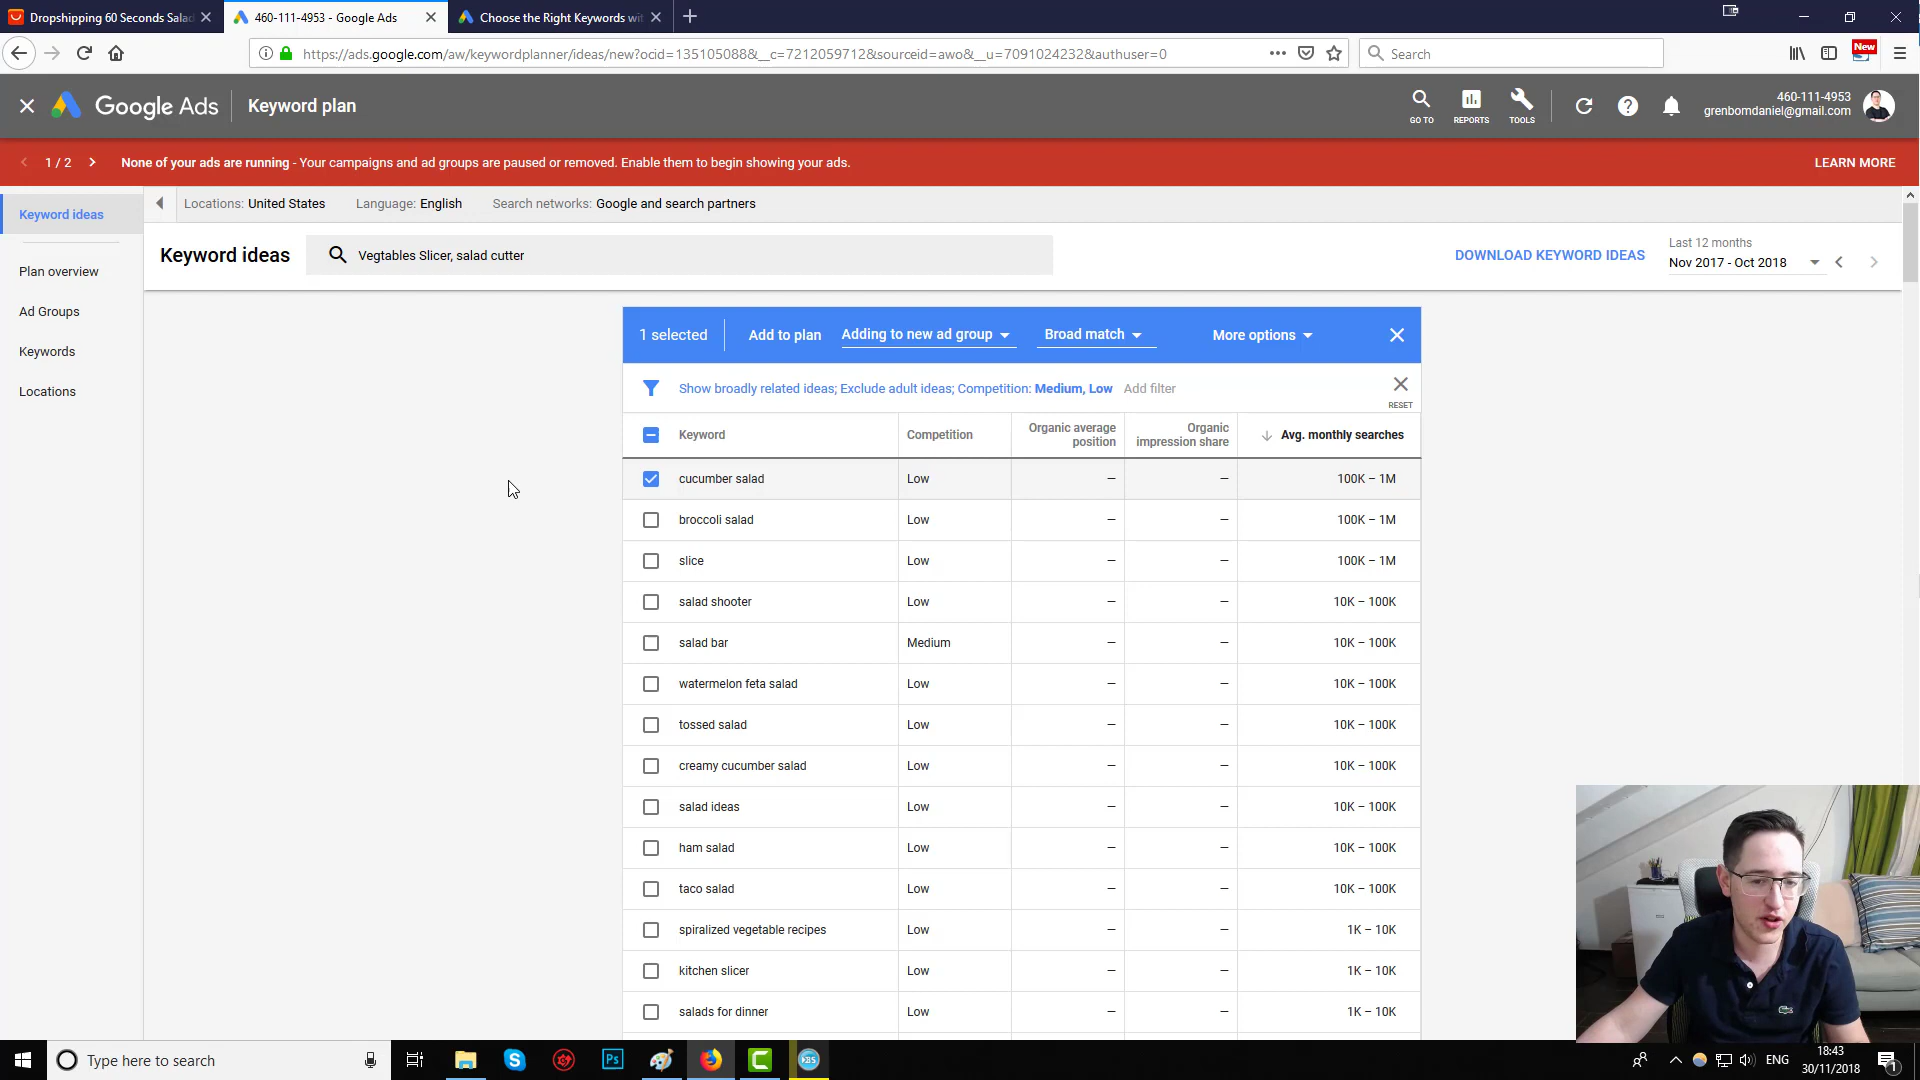 Dropshipping 60 Seconds Salad
460-111-4953 - Google Ads
Choose the Right Keywords wit
https://ads.google.com/aw/keywordplanner/ideas/new?ocid=135105088&__c=7212059712&sourceid=awo&__u=7091024232&authuser=0
Search
New
Google Ads
Keyword plan
GO TO
REPORTS
TOOLS
460-111-4953
grenbomdaniel@gmail.com
1 / 2
None of your ads are running - Your campaigns and ad groups are paused or removed. Enable them to begin showing your ads.
LEARN MORE
Keyword ideas
Plan overview
Ad Groups
Keywords
Locations
Locations: United States
Language: English
Search networks: Google and search partners
Keyword ideas
Vegtables Slicer, salad cutter
DOWNLOAD KEYWORD IDEAS
Last 12 months
Nov 2017 - Oct 2018
1 selected
Add to plan
Adding to new ad group
Broad match
More options
Show broadly related ideas; Exclude adult ideas; Competition: Medium, Low
Add filter
RESET
Keyword
Competition
Organic average position
Organic impression share
Avg. monthly searches
cucumber salad Low – – 100K – 1M
broccoli salad Low – – 100K – 1M
slice Low – – 100K – 1M
salad shooter Low – – 10K – 100K
salad bar Medium – – 10K – 100K
watermelon feta salad Low – – 10K – 100K
tossed salad Low – – 10K – 100K
creamy cucumber salad Low – – 10K – 100K
salad ideas Low – – 10K – 100K
ham salad Low – – 10K – 100K
taco salad Low – – 10K – 100K
spiralized vegetable recipes Low – – 1K – 10K
kitchen slicer Low – – 1K – 10K
salads for dinner Low – – 1K – 10K
Type here to search
Ps
ENG
18:43
30/11/2018
1